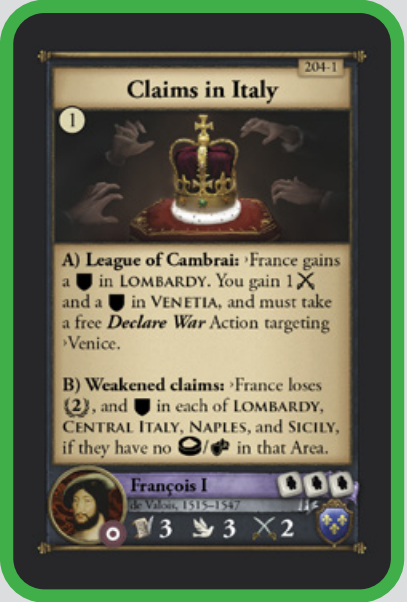 204-1
Claims in Italy
1
A) League of Cambrai: ›France gains
a in LOMBARDY. You gain 1
and a in VENETIA, and must take
a free Declare War Action targeting
›Venice.
B) Weakened claims: ›France loses
(2), and in each of LOMBARDY,
CENTRAL ITALY, NAPLES, and SICILY,
if they have no / in that Area.
François I
de Valois, 1515–1547
3 3 2